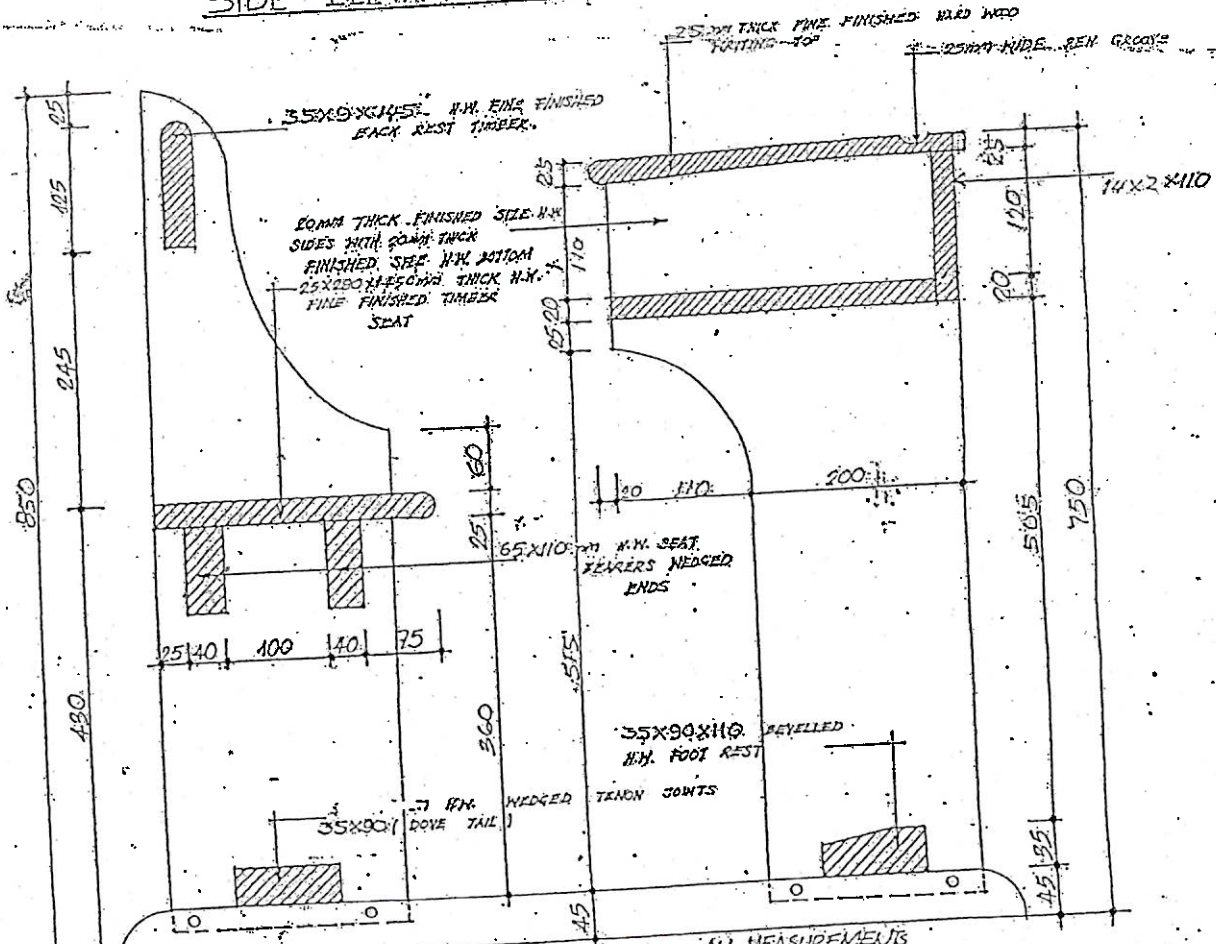 SIDE
25MM THICK FINE FINISHED HARD WOOD
TOP
25MM WIDE PEN GROOVE
H.W. FINE FINISHED
BACK REST TIMBER.
THICK FINISHED SIZE H.W
SIDES WITH 20MM THICK
FINISHED SIZE H.W. BOTTOM
THICK H.W.
FINE FINISHED TIMBER
SEAT
14X2X110
25
125
245
850
430
25
110
25 20
25
120
20
60
25
20 110
200
505
750
65X110 H.W. SEAT
BEARERS WEDGED
ENDS
25 40 100 40 75
515
360
35X90X110 BEVELLED
H.W. FOOT REST
H.W. WEDGED TENON JOINTS
35X90 ( DOVE TAIL )
45
45 35
MEASUREMENTS